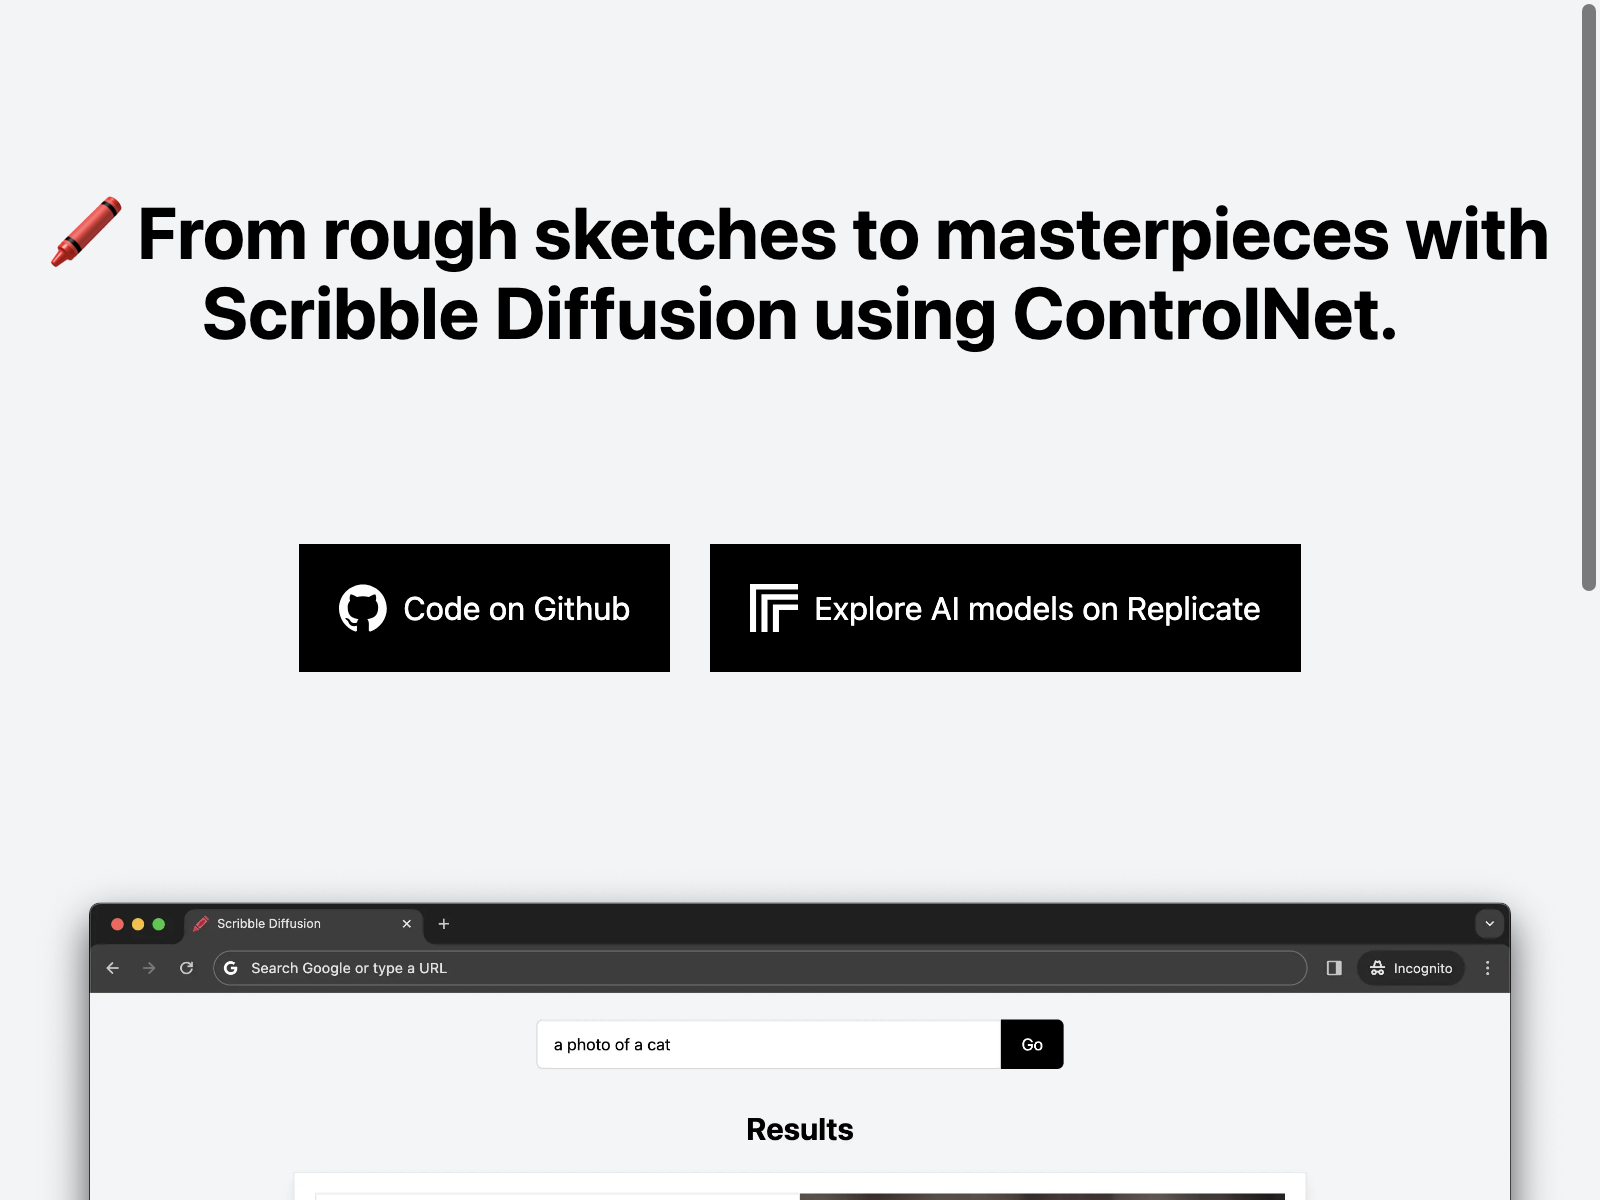 From rough sketches to masterpieces with
Scribble Diffusion using ControlNet.
Code on Github
Explore AI models on Replicate
Scribble Diffusion
Search Google or type a URL
Incognito
a photo of a cat
Go
Results